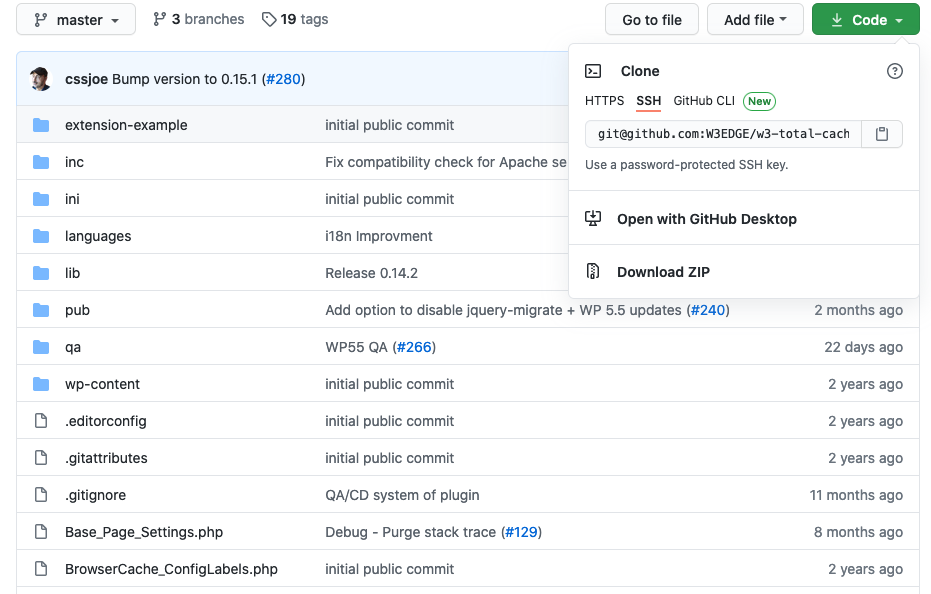 master 3 branches 19 tags Go to file Add file Code
cssjoe Bump version to 0.15.1 (#280)
Clone
HTTPS SSH GitHub CLI New
git@github.com:W3EDGE/w3-total-cach
Use a password-protected SSH key.
Open with GitHub Desktop
Download ZIP
extension-example initial public commit
inc Fix compatibility check for Apache se
ini initial public commit
languages i18n Improvment
lib Release 0.14.2
pub Add option to disable jquery-migrate + WP 5.5 updates (#240) 2 months ago
qa WP55 QA (#266) 22 days ago
wp-content initial public commit 2 years ago
.editorconfig initial public commit 2 years ago
.gitattributes initial public commit 2 years ago
.gitignore QA/CD system of plugin 11 months ago
Base_Page_Settings.php Debug - Purge stack trace (#129) 8 months ago
BrowserCache_ConfigLabels.php initial public commit 2 years ago